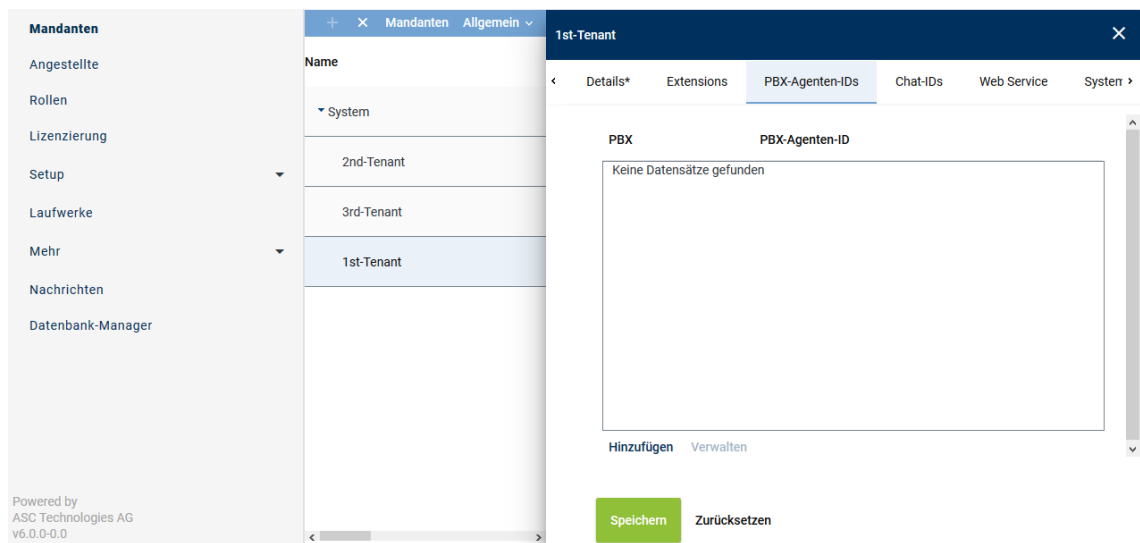 Mandanten
Angestellte
Rollen
Lizenzierung
Setup
Laufwerke
Mehr
Nachrichten
Datenbank-Manager
Powered by
ASC Technologies AG
v6.0.0-0.0
Mandanten Allgemein
Name
System
2nd-Tenant
3rd-Tenant
1st-Tenant
1st-Tenant
Details* Extensions PBX-Agenten-IDs Chat-IDs Web Service System
PBX PBX-Agenten-ID
Keine Datensätze gefunden
Hinzufügen Verwalten
Speichern Zurücksetzen